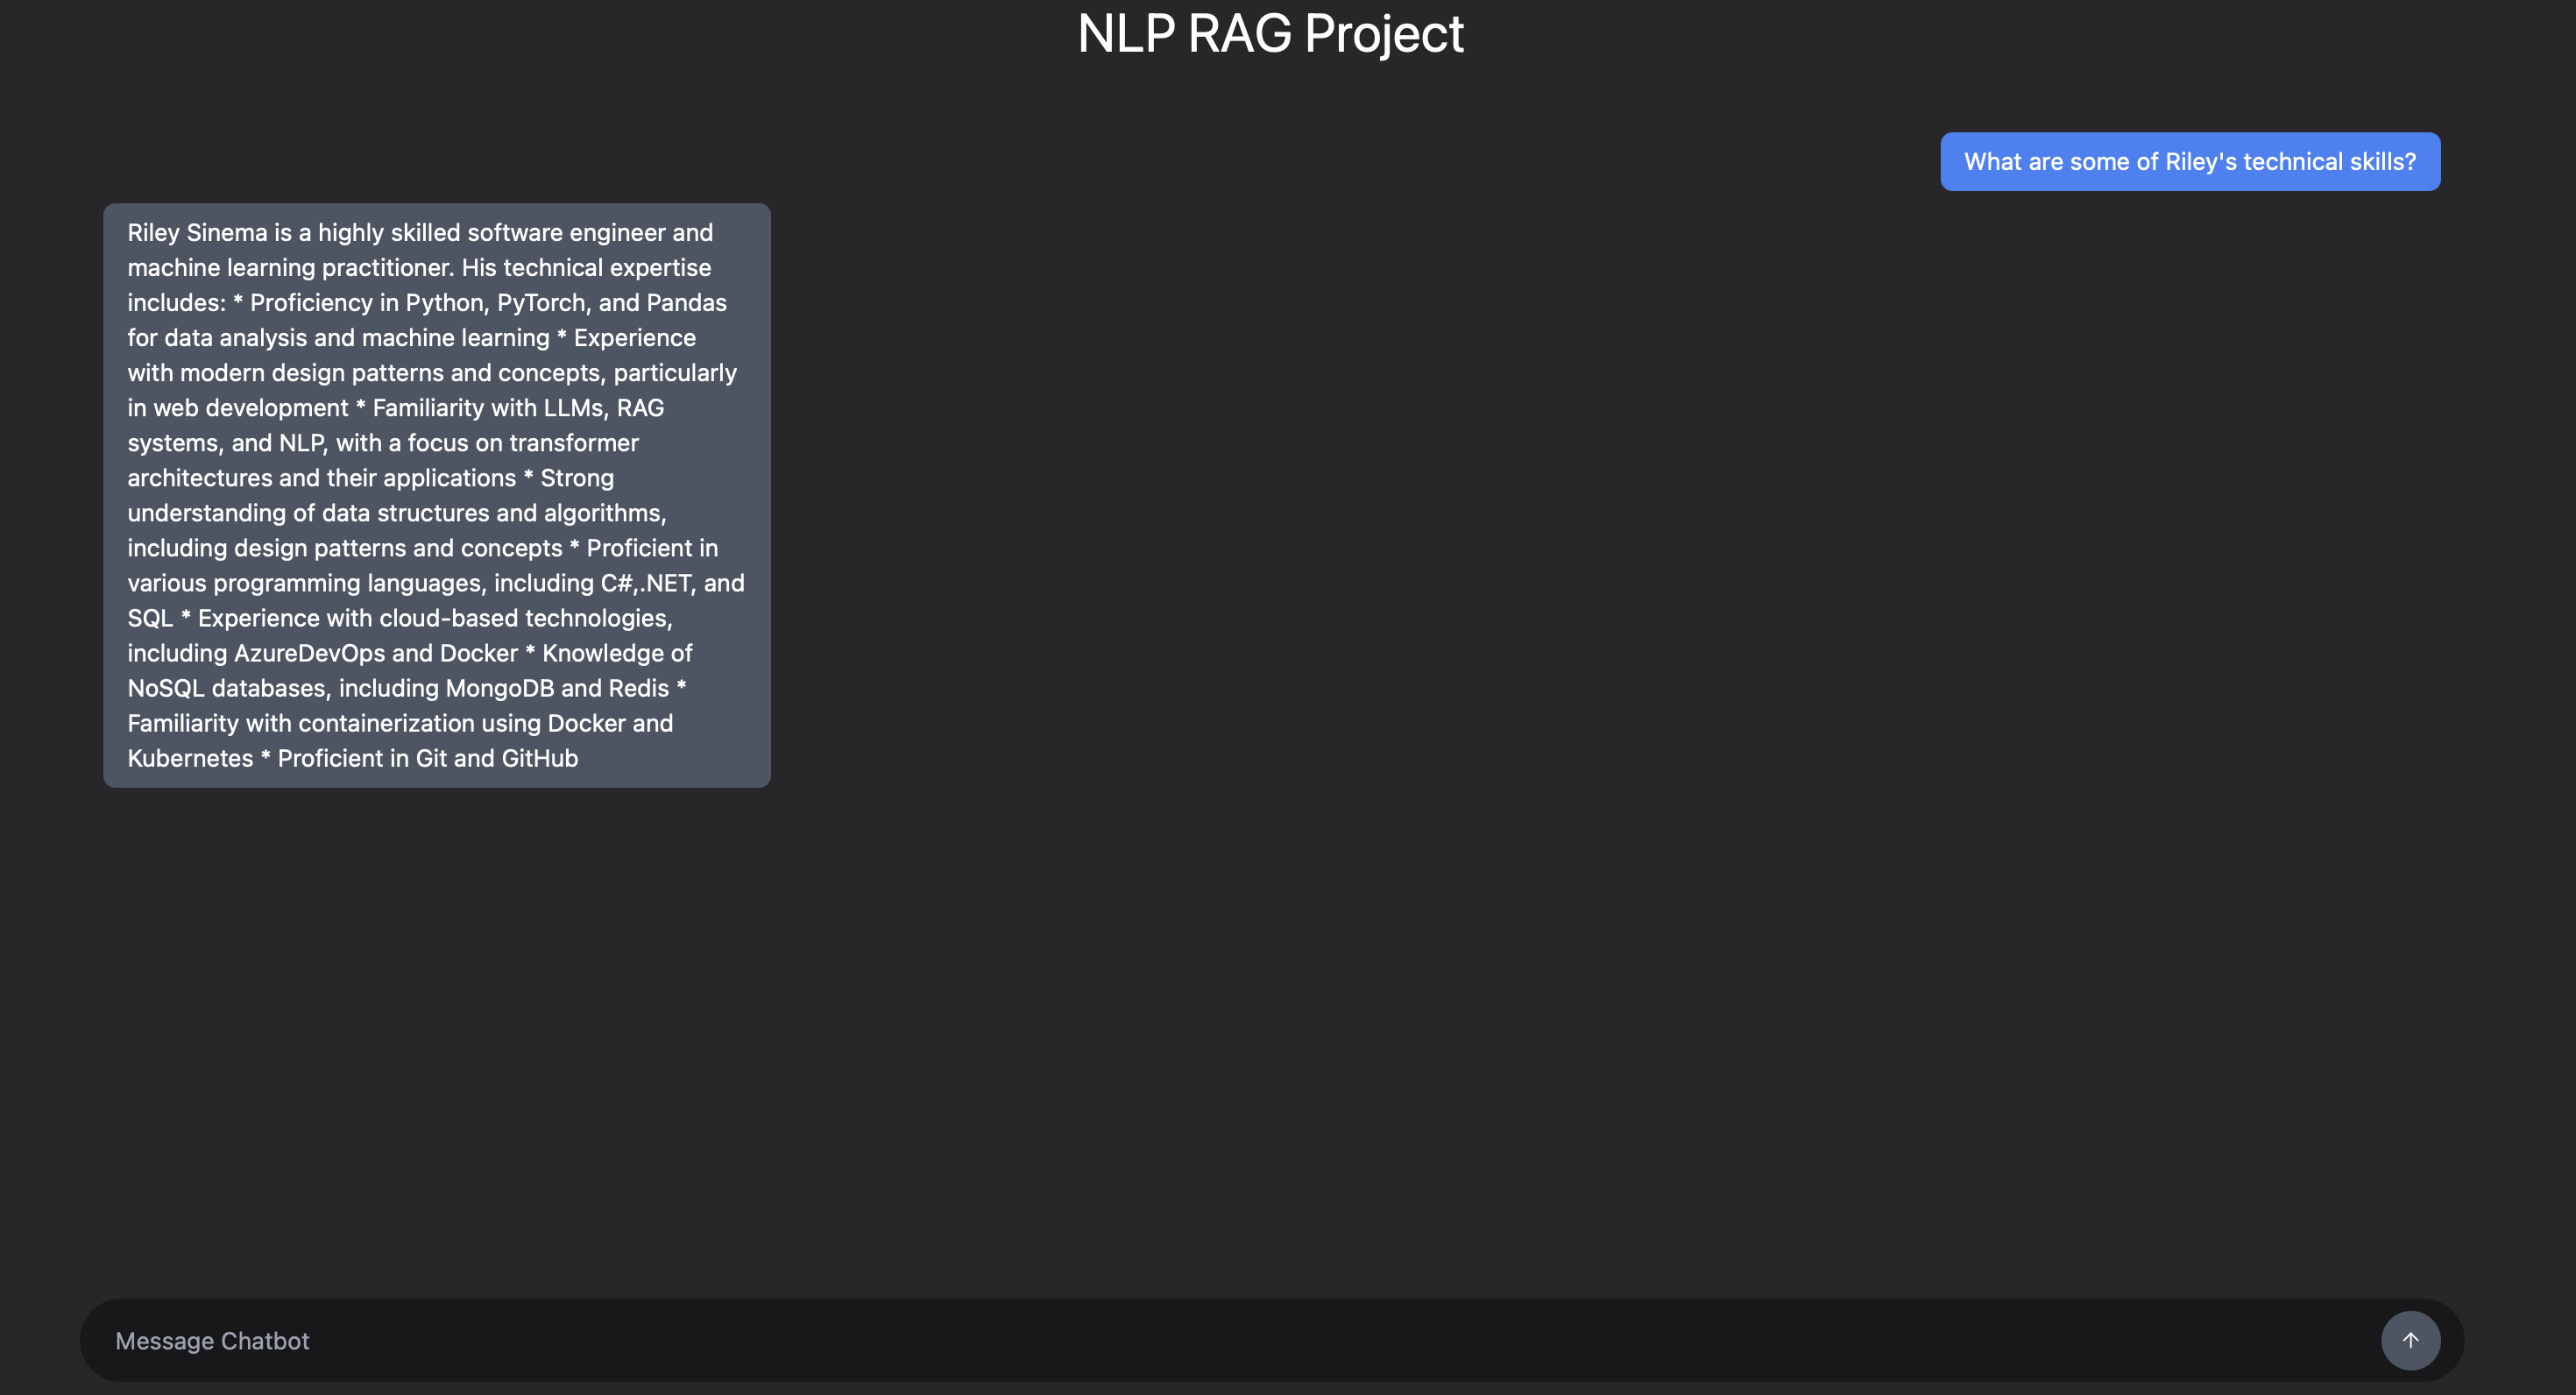 NLP RAG Project
What are some of Riley's technical skills?
Riley Sinema is a highly skilled software engineer and
machine learning practitioner. His technical expertise
includes: * Proficiency in Python, PyTorch, and Pandas
for data analysis and machine learning * Experience
with modern design patterns and concepts, particularly
in web development * Familiarity with LLMs, RAG
systems, and NLP, with a focus on transformer
architectures and their applications * Strong
understanding of data structures and algorithms,
including design patterns and concepts * Proficient in
various programming languages, including C#,.NET, and
SQL * Experience with cloud-based technologies,
including AzureDevOps and Docker * Knowledge of
NoSQL databases, including MongoDB and Redis *
Familiarity with containerization using Docker and
Kubernetes * Proficient in Git and GitHub
Message Chatbot